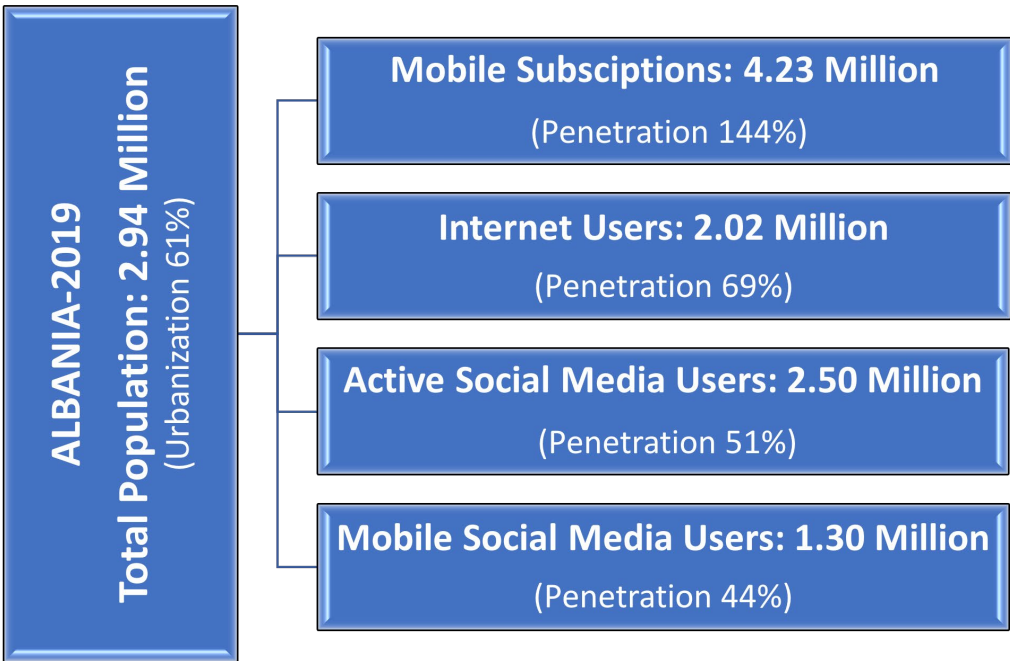 ALBANIA-2019
Total Population: 2.94 Million
(Urbanization 61%)
Mobile Subsciptions: 4.23 Million
(Penetration 144%)
Internet Users: 2.02 Million
(Penetration 69%)
Active Social Media Users: 2.50 Million
(Penetration 51%)
Mobile Social Media Users: 1.30 Million
(Penetration 44%)